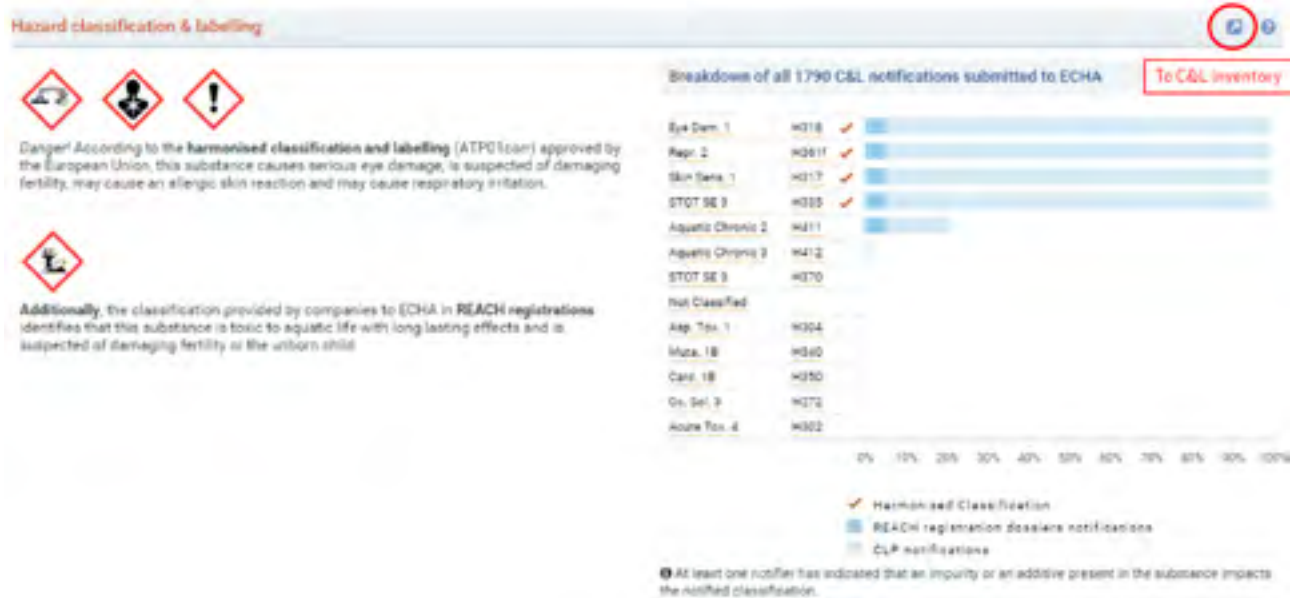 Hazard classification & labelling
To C&L inventory
Danger! According to the harmonised classification and labelling (ATP01corr) approved by
the European Union, this substance causes serious eye damage, is suspected of damaging
fertility, may cause an allergic skin reaction and may cause respiratory irritation.
Additionally, the classification provided by companies to ECHA in REACH registrations
identifies that this substance is toxic to aquatic life with long lasting effects and is
suspected of damaging fertility or the unborn child
Breakdown of all 1790 C&L notifications submitted to ECHA
Eye Dam. 1 H318
Repr. 2 H361f
Skin Sens. 1 H317
STOT SE 3 H335
Aquatic Chronic 2 H411
Aquatic Chronic 3 H412
STOT SE 3 H370
Not Classified
Asp. Tox. 1 H304
Muta. 1B H340
Carc. 1B H350
Ox. Sol. 3 H272
Acute Tox. 4 H302
0% 10% 20% 30% 40% 50% 60% 70% 80% 90% 100%
Harmonised Classification
REACH registration dossiers notifications
CLP notifications
At least one notifier has indicated that an impurity or an additive present in the substance impacts
the notified classification.